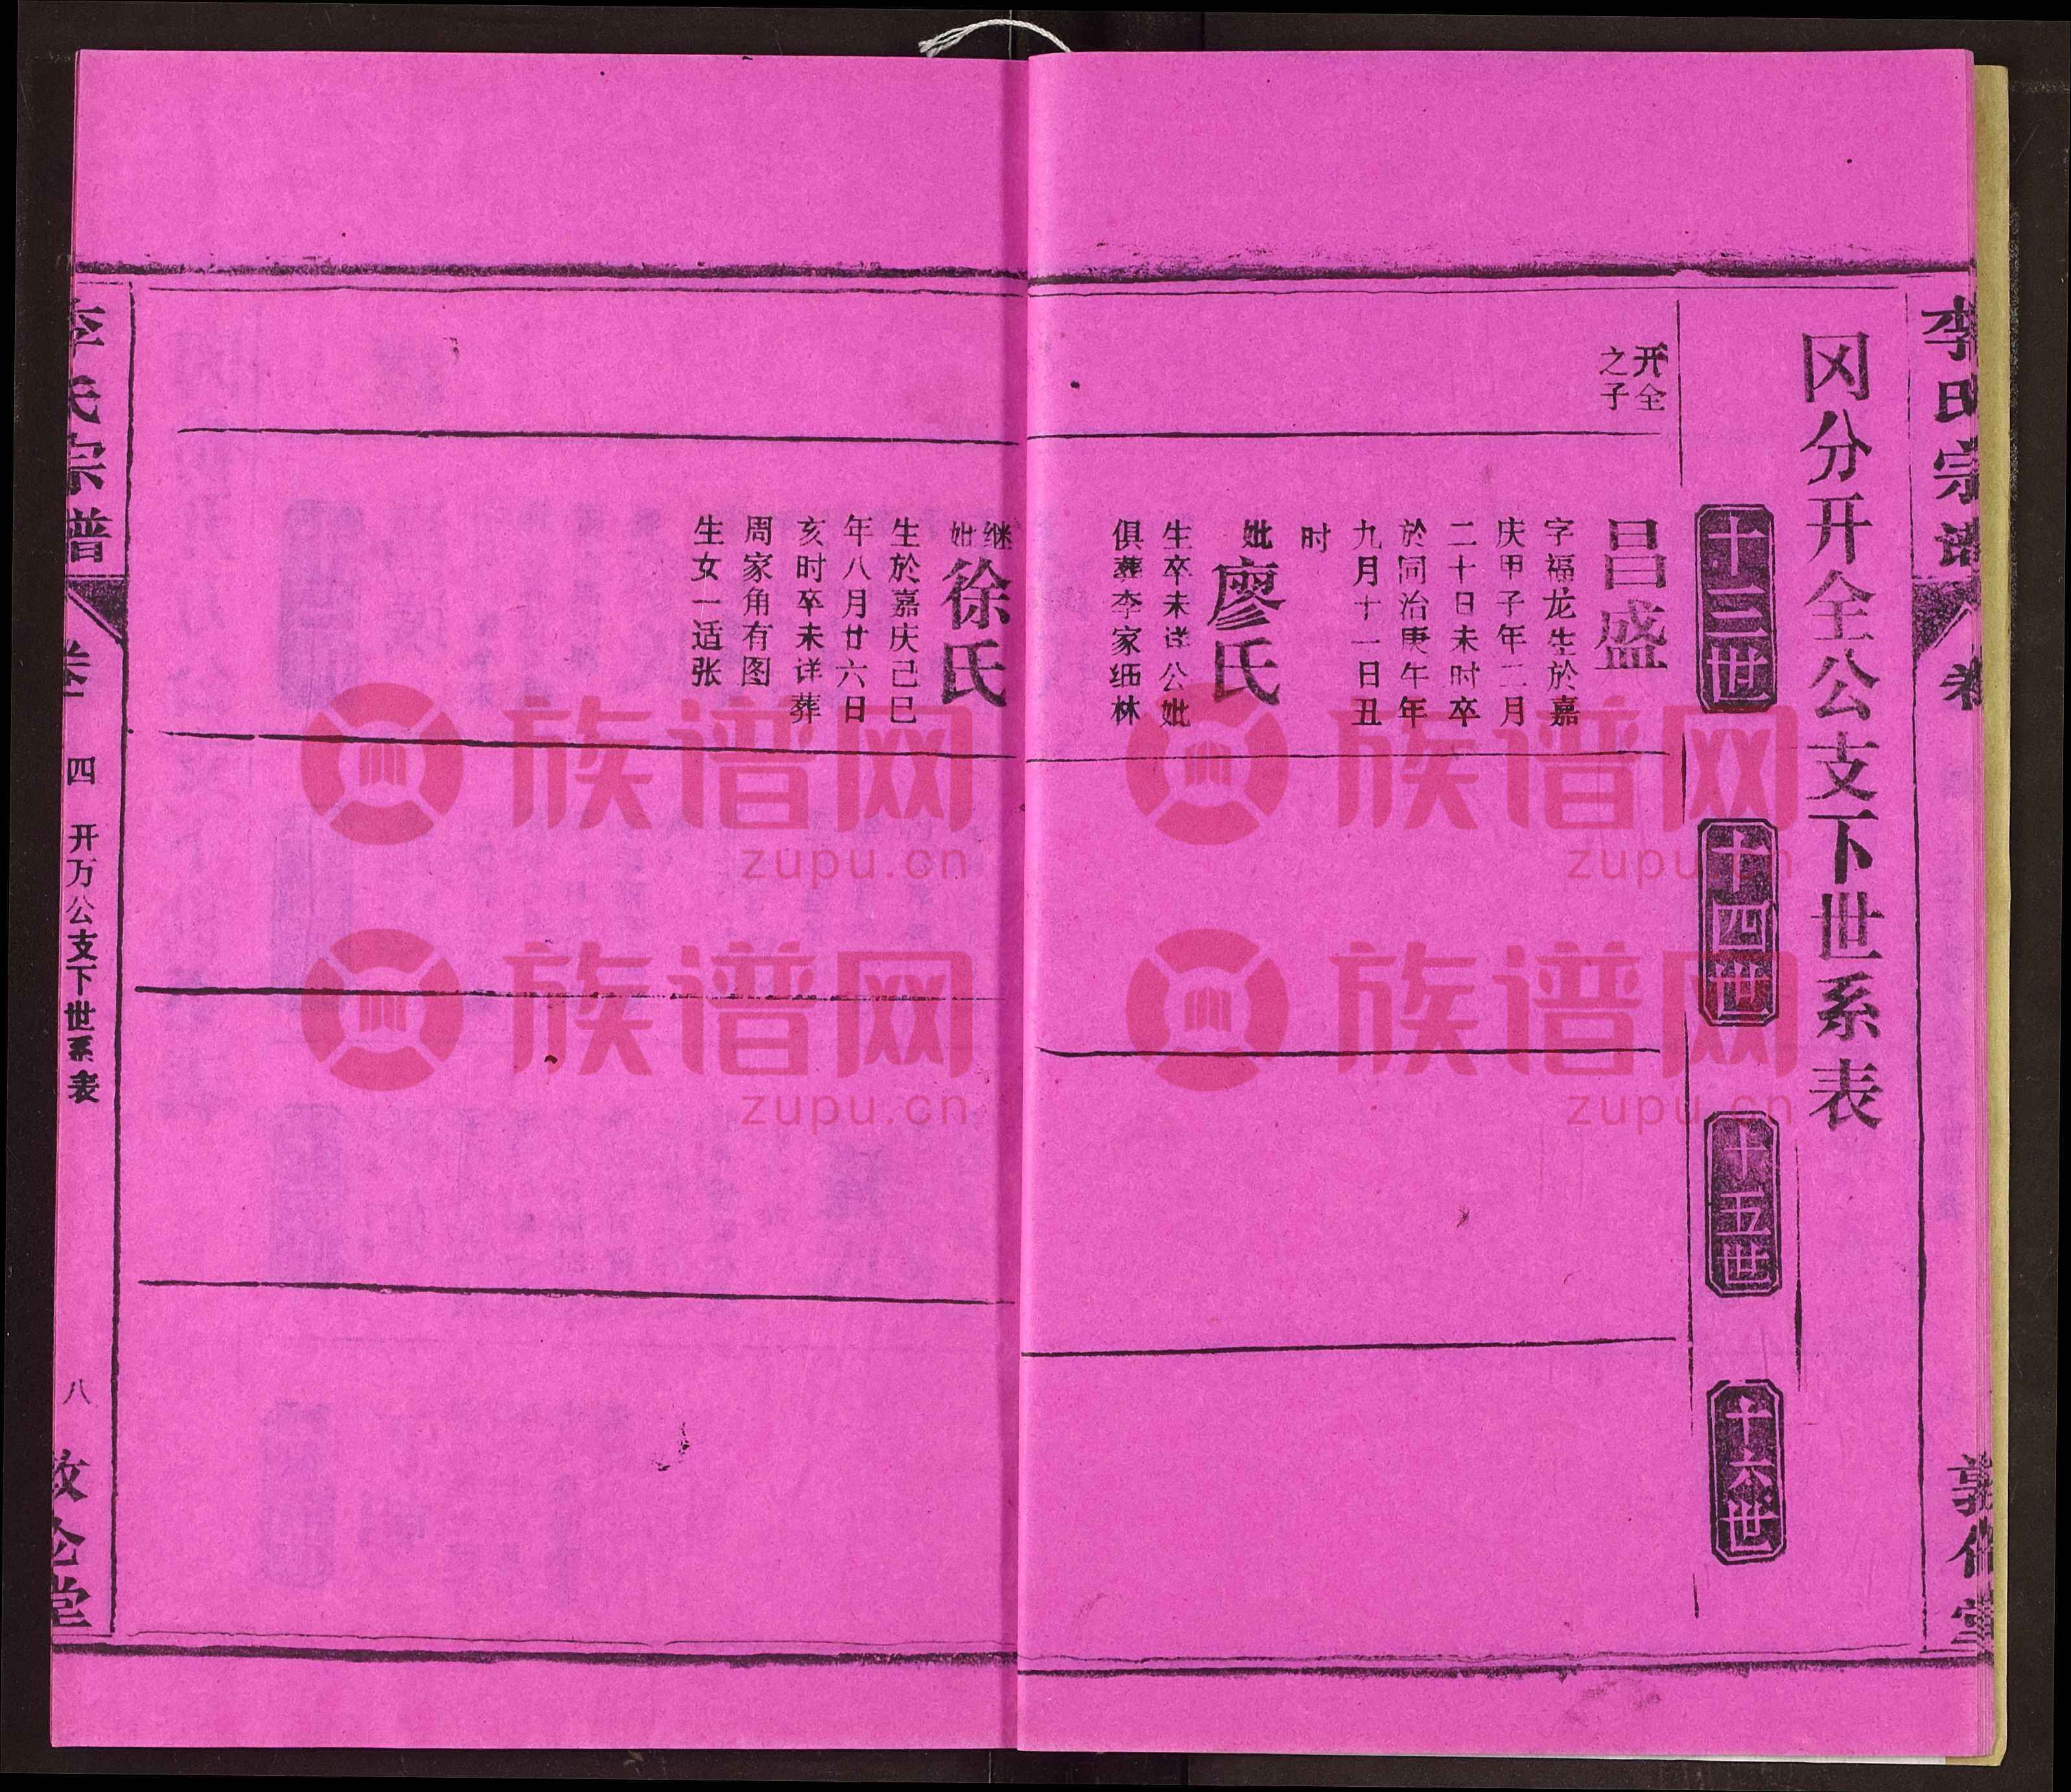 李氏宗谱
卷
敦伦堂
冈分开全公支下世系表
十三世
十四世
十五世
十六世
开全
之子
昌盛
字福龙生於嘉
庆甲子年二月
二十日未时卒
於同治庚午年
九月十一日丑
时
妣廖氏
生卒未详公妣
俱葬李家细林
继妣徐氏
生於嘉庆己巳
年八月廿六日
亥时卒未详葬
周家角有图
生女一适张
李氏宗谱
卷
四
开万公支下世系表
八
敦伦堂
族谱网
zupu.cn
族谱网
zupu.cn
族谱网
zupu.cn
族谱网
zupu.cn